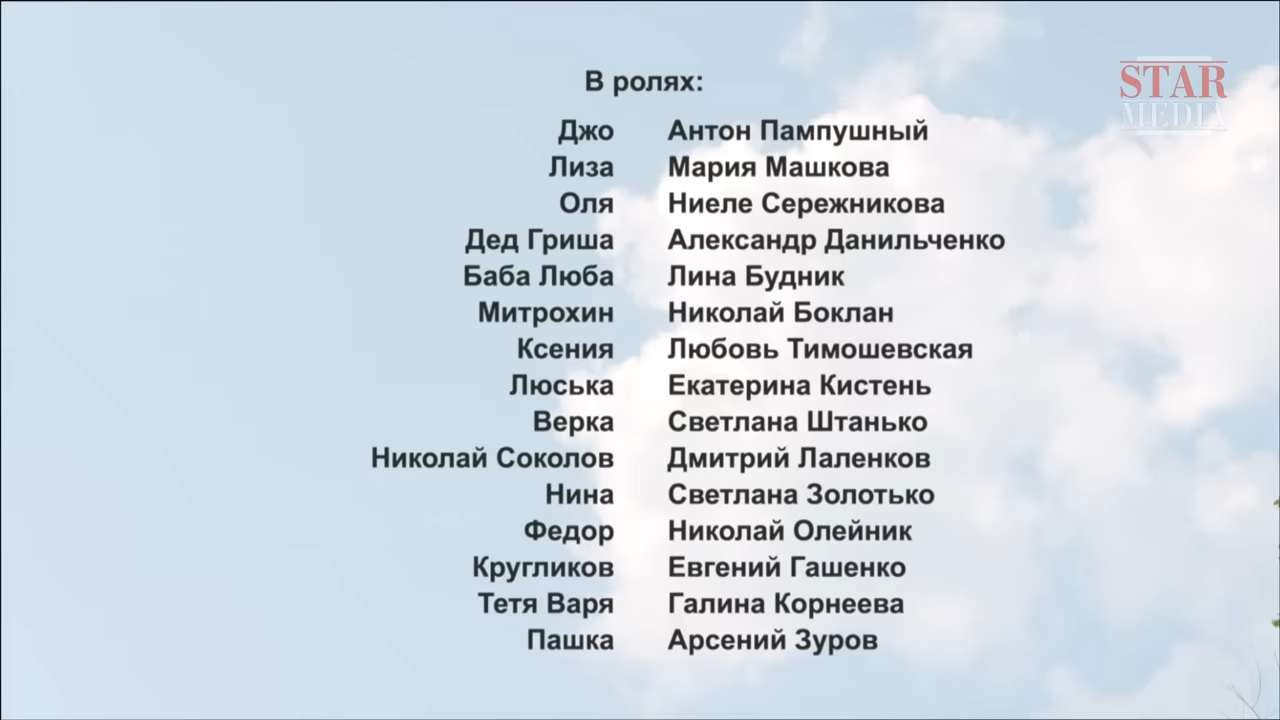 В ролях:
STAR
MEDIA
Джо Антон Пампушный
Лиза Мария Машкова
Оля Ниеле Сережникова
Дед Гриша Александр Данильченко
Баба Люба Лина Будник
Митрохин Николай Боклан
Ксения Любовь Тимошевская
Люська Екатерина Кистень
Верка Светлана Штанько
Николай Соколов Дмитрий Лаленков
Нина Светлана Золотько
Федор Николай Олейник
Кругликов Евгений Гашенко
Тетя Варя Галина Корнеева
Пашка Арсений Зуров